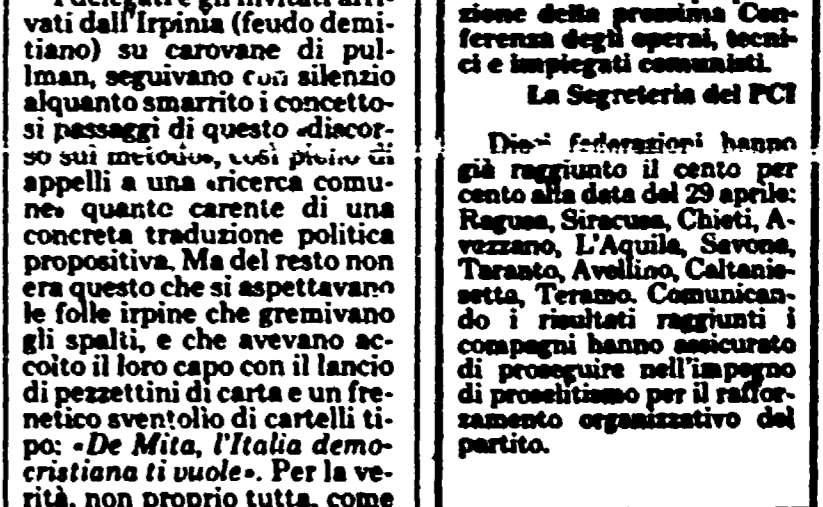 I delegati e gli invitati arri-
vati dall'Irpinia (feudo demi-
tiano) su carovane di pul-
lman, seguivano con silenzio
alquanto smarrito i concetto-
si passaggi di questo «discor-
so sul metodo», così pieno di
appelli a una «ricerca comu-
ne» quanto carente di una
concreta traduzione politica
propositiva. Ma del resto non
era questo che si aspettavano
le folle irpine che gremivano
gli spalti, e che avevano ac-
colto il loro capo con il lancio
di pezzettini di carta e un fre-
netico sventolio di cartelli ti-
po: «De Mita, l'Italia demo-
cristiana ti vuole». Per la ve-
rità, non proprio tutta, come
zione della prossima Con-
ferenza degli operai, tecni-
ci e impiegati comunisti.
La Segreteria del PCI
Dieci federazioni hanno
già raggiunto il cento per
cento alla data del 29 aprile:
Ragusa, Siracusa, Chieti, A-
vezzano, L'Aquila, Savona,
Taranto, Avellino, Caltanis-
setta, Teramo. Comunican-
do i risultati raggiunti i
compagni hanno assicurato
di proseguire nell'impegno
di proselitismo per il raffor-
zamento organizzativo del
partito.